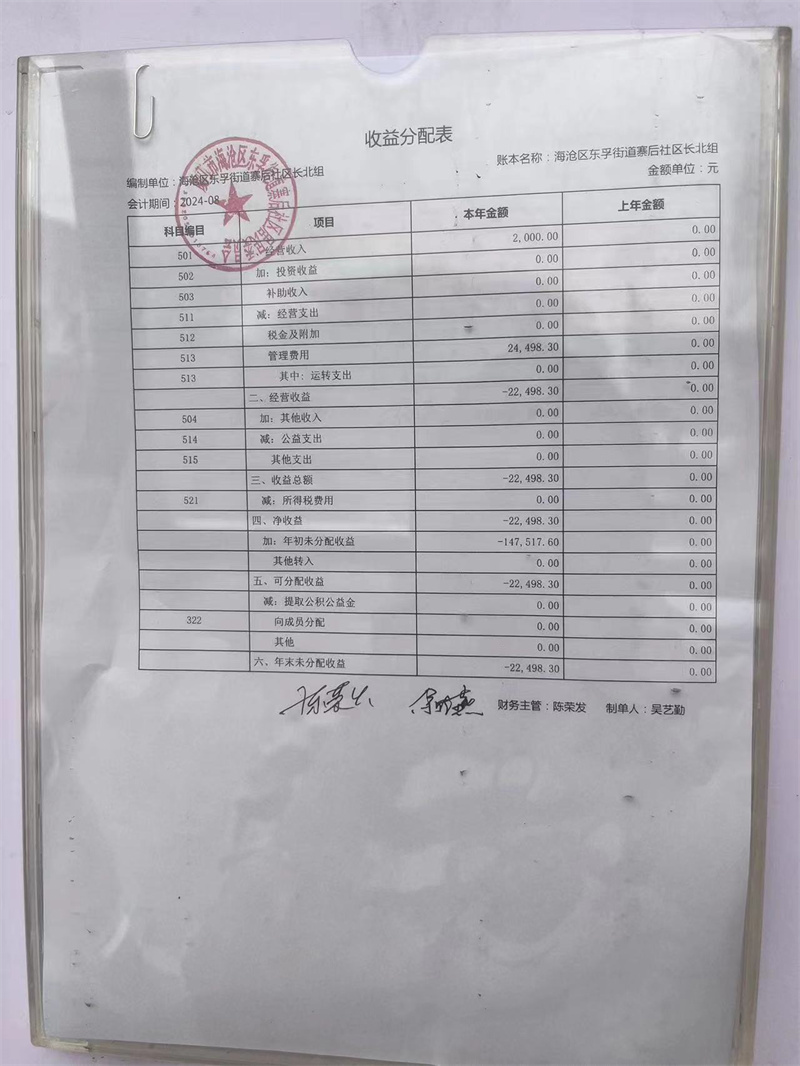 收益分配表
编制单位：海沧区东孚街道寨后社区长北组 账本名称：海沧区东孚街道寨后社区长北组
会计期间：2024-08 金额单位：元
科目编目 项目 本年金额 上年金额
501 经营收入 2,000.00 0.00
502 加：投资收益 0.00 0.00
503 补助收入 0.00 0.00
511 减：经营支出 0.00 0.00
512 税金及附加 0.00 0.00
513 管理费用 24,498.30 0.00
513 其中：运转支出 0.00 0.00
二、经营收益 -22,498.30 0.00
504 加：其他收入 0.00 0.00
514 减：公益支出 0.00 0.00
515 其他支出 0.00 0.00
三、收益总额 -22,498.30 0.00
521 减：所得税费用 0.00 0.00
四、净收益 -22,498.30 0.00
加：年初未分配收益 -147,517.60 0.00
其他转入 0.00 0.00
五、可分配收益 -22,498.30 0.00
减：提取公积公益金 0.00 0.00
322 向成员分配 0.00 0.00
其他 0.00 0.00
六、年末未分配收益 -22,498.30 0.00
财务主管：陈荣发 制单人：吴艺勤